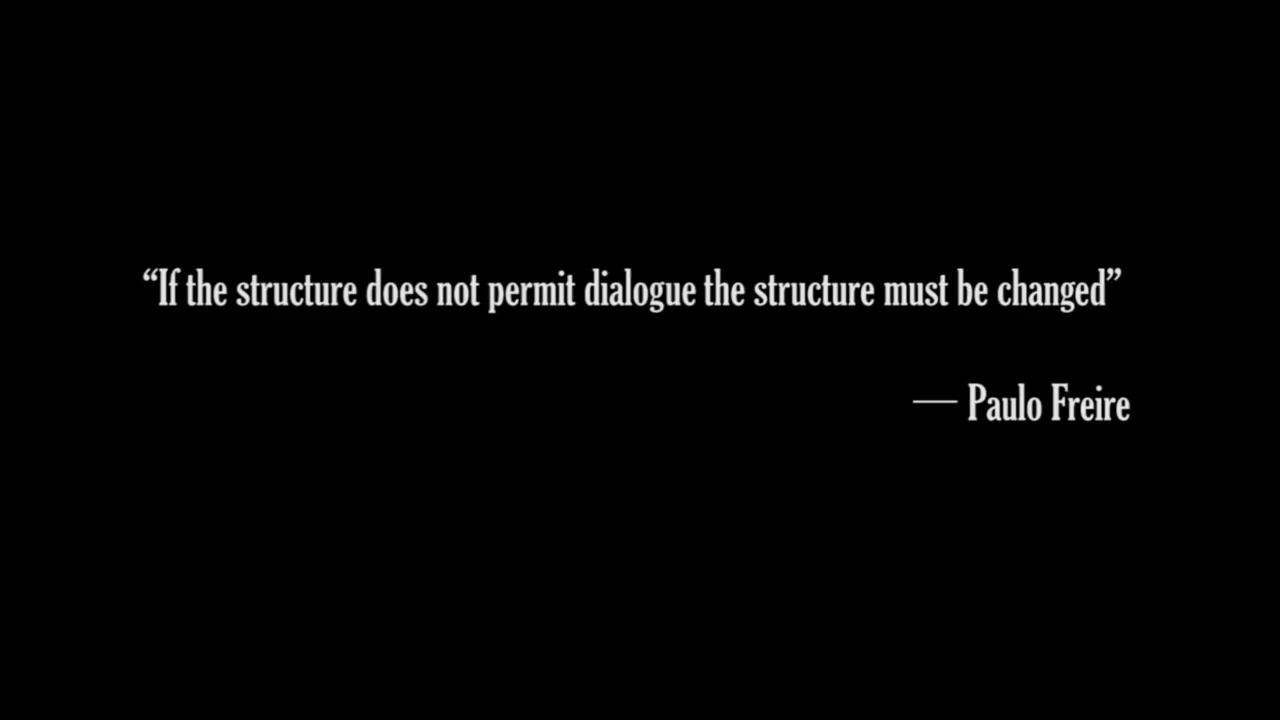 “If the structure does not permit dialogue the structure must be changed”
— Paulo Freire